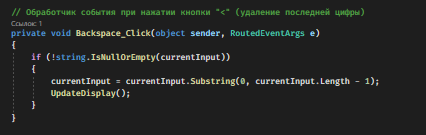 // Обработчик события при нажатии кнопки "<" (удаление последней цифры)
Ссылок: 1
private void Backspace_Click(object sender, RoutedEventArgs e)
{
if (!string.IsNullOrEmpty(currentInput))
{
currentInput = currentInput.Substring(0, currentInput.Length - 1);
UpdateDisplay();
}
}